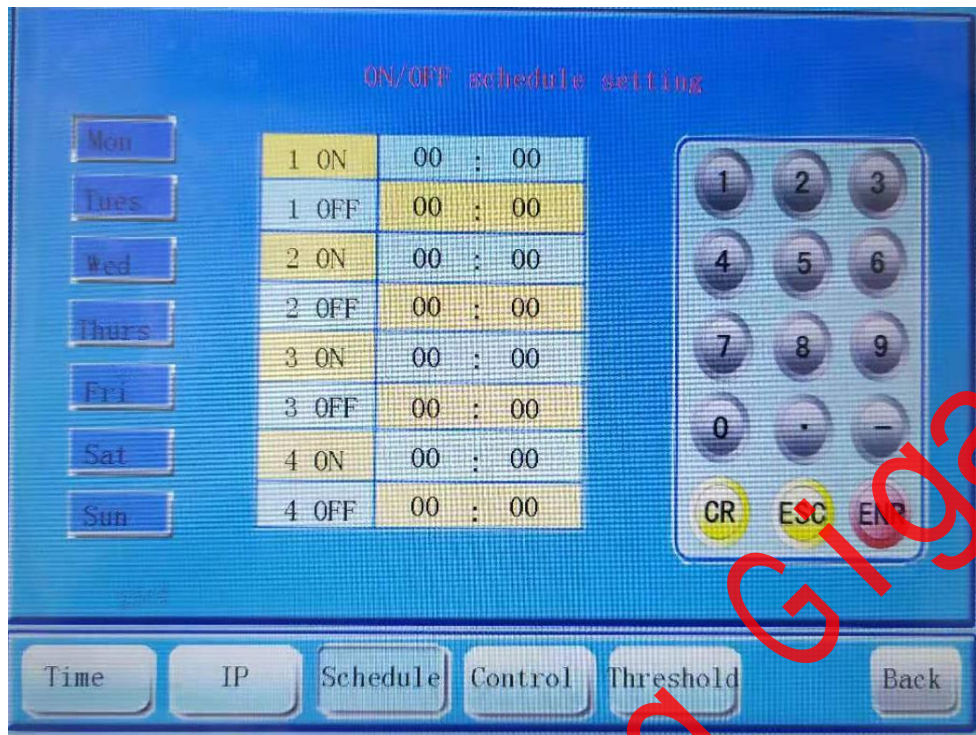 ON/OFF schedule setting
Mon
Tues
Wed
Thurs
Fri
Sat
Sun
1 ON 00 : 00
1 OFF 00 : 00
2 ON 00 : 00
2 OFF 00 : 00
3 ON 00 : 00
3 OFF 00 : 00
4 ON 00 : 00
4 OFF 00 : 00
1 2 3
4 5 6
7 8 9
0 . —
CR ESC ENR
Time IP Schedule Control Threshold Back